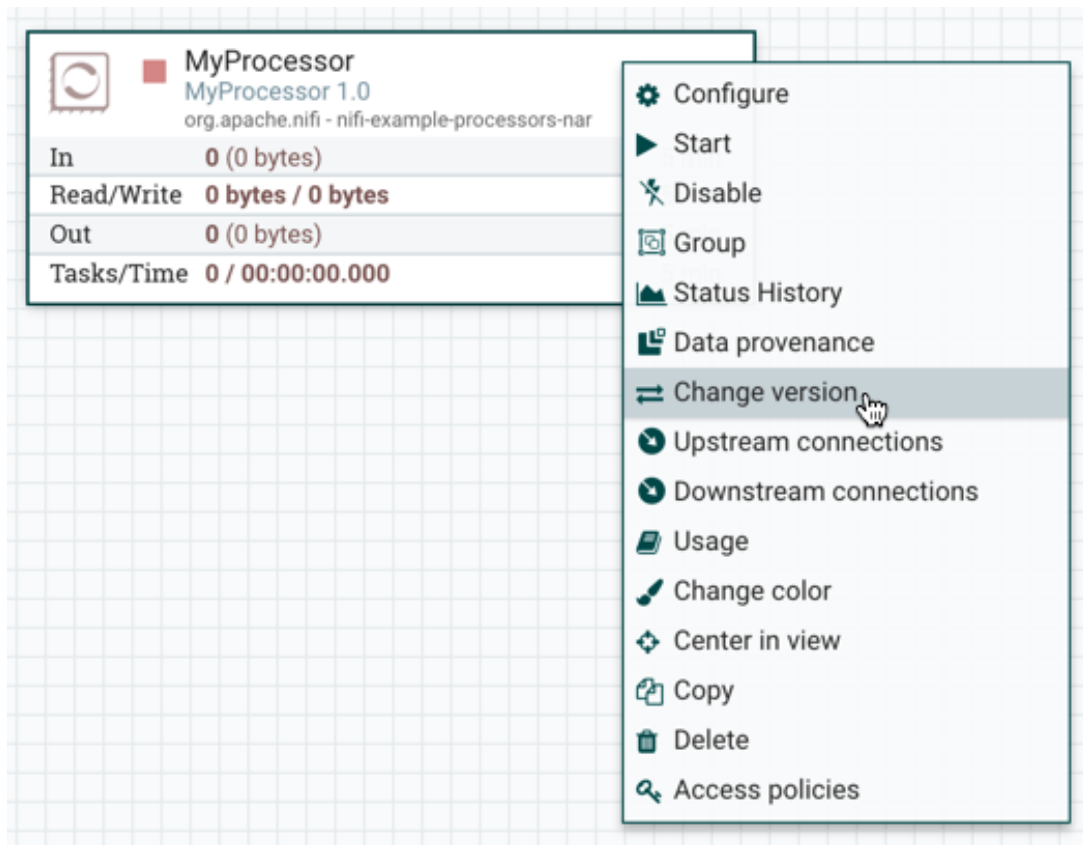 MyProcessor
MyProcessor 1.0
org.apache.nifi - nifi-example-processors-nar
In 0 (0 bytes)
Read/Write 0 bytes / 0 bytes
Out 0 (0 bytes)
Tasks/Time 0 / 00:00:00.000
Configure
Start
Disable
Group
Status History
Data provenance
Change version
Upstream connections
Downstream connections
Usage
Change color
Center in view
Copy
Delete
Access policies